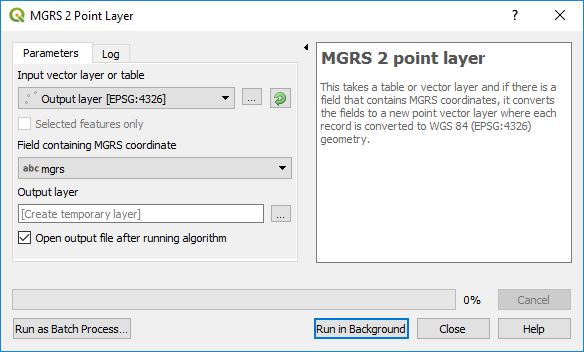 MGRS 2 Point Layer
Parameters
Log
Input vector layer or table
Output layer [EPSG:4326]
...
Selected features only
Field containing MGRS coordinate
abc mgrs
Output layer
[Create temporary layer]
...
Open output file after running algorithm
MGRS 2 point layer
This takes a table or vector layer and if there is a
field that contains MGRS coordinates, it converts
the fields to a new point vector layer where each
record is converted to WGS 84 (EPSG:4326)
geometry.
0%
Cancel
Run as Batch Process...
Run in Background
Close
Help